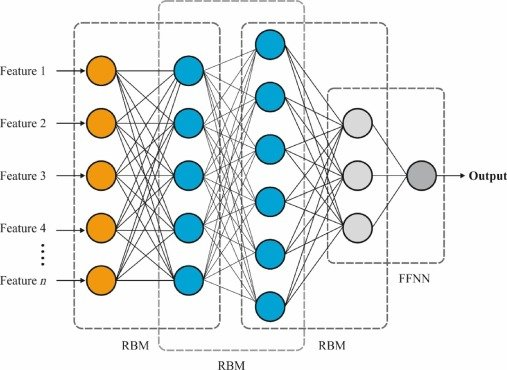 Feature 1
Feature 2
Feature 3
Feature 4
Feature n
Output
FFNN
RBM
RBM
RBM